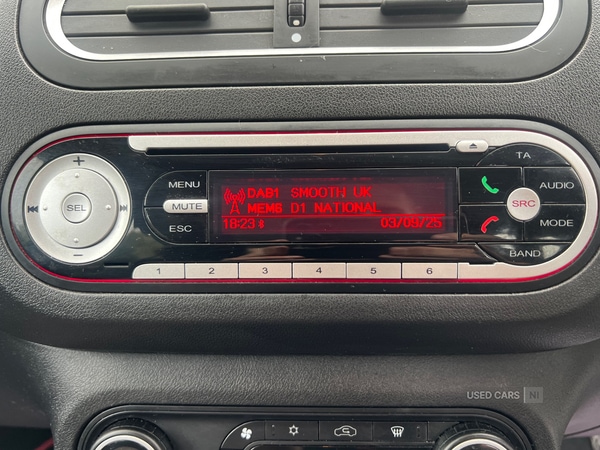 MENU
MUTE
ESC
SEL
DAB1 SMOOTH UK
MEM6 D1 NATIONAL
18:23 03/09/25
TA
AUDIO
SRC
MODE
BAND
1 2 3 4 5 6
USED CARS NI